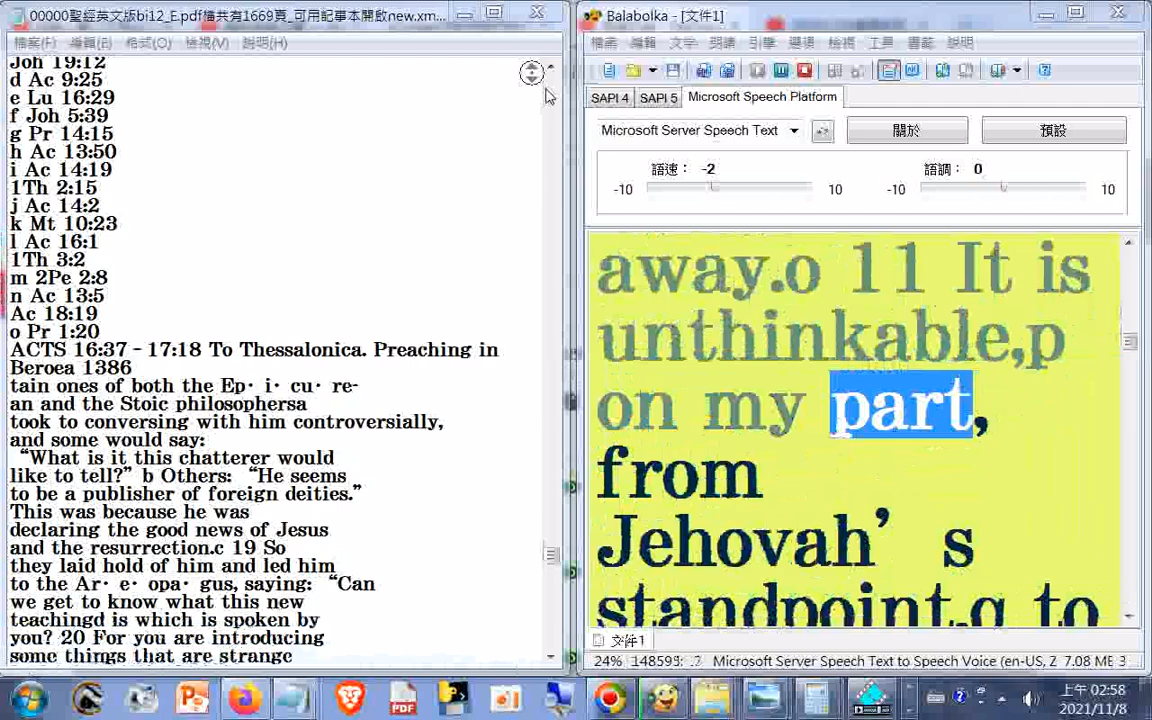 00000聖經英文版bi12_E.pdf檔共有1669頁_可用記事本開啟new.xm...
檔案(F) 編輯(E) 格式(O) 檢視(V) 說明(H)
Joh 19:12
d Ac 9:25
e Lu 16:29
f Joh 5:39
g Pr 14:15
h Ac 13:50
i Ac 14:19
1Th 2:15
j Ac 14:2
k Mt 10:23
l Ac 16:1
1Th 3:2
m 2Pe 2:8
n Ac 13:5
Ac 18:19
o Pr 1:20
ACTS 16:37 – 17:18 To Thessalonica. Preaching in
Beroea 1386
tain ones of both the Ep· i· cu· re-
an and the Stoic philosophersa
took to conversing with him controversially,
and some would say:
“What is it this chatterer would
like to tell?” b Others: “He seems
to be a publisher of foreign deities.”
This was because he was
declaring the good news of Jesus
and the resurrection.c 19 So
they laid hold of him and led him
to the Ar· e· opa· gus, saying: “Can
we get to know what this new
teachingd is which is spoken by
you? 20 For you are introducing
some things that are strange
Balabolka - [文件1]
檔案 編輯 文字 朗讀 引擎 選項 檢視 工具 書籤 說明
SAPI 4 SAPI 5 Microsoft Speech Platform
Microsoft Server Speech Text 關於 預設
語速： -2 語調： 0
-10 10 -10 10
away.o 11 It is
unthinkable,p
on my part,
from
Jehovah’s
standpoint,q to
文件1
24% Microsoft Server Speech Text to Speech Voice (en-US, Z 7.08 MB 3
上午 02:58
2021/11/8